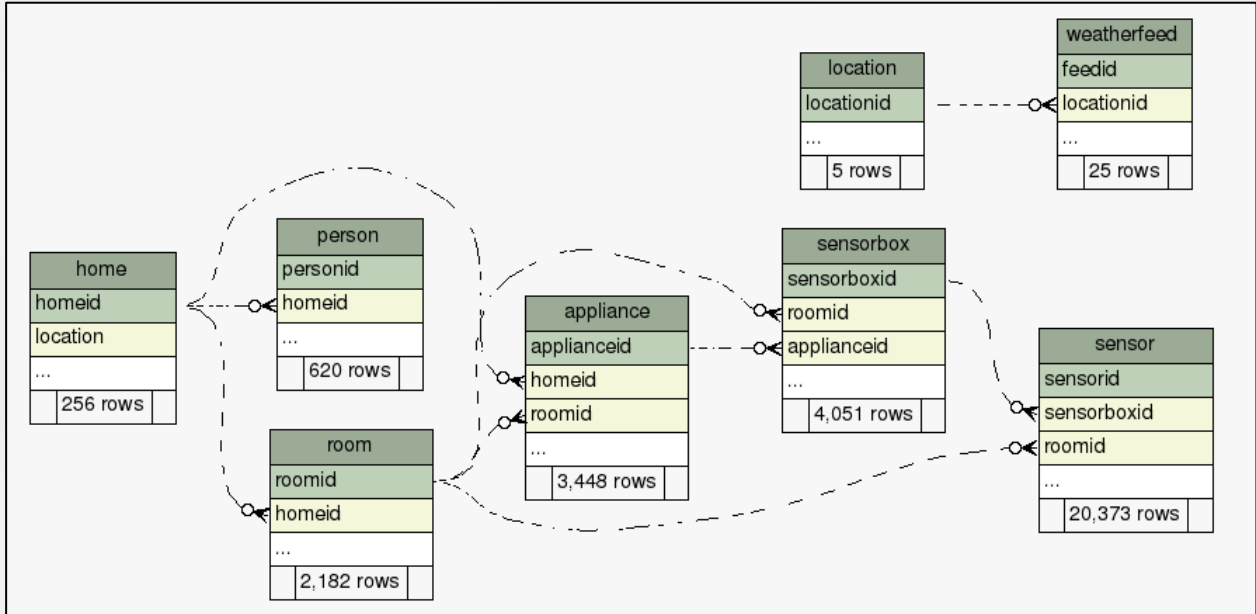 weatherfeed
feedid
locationid
...
25 rows
location
locationid
...
5 rows
home
homeid
location
...
256 rows
person
personid
homeid
...
620 rows
room
roomid
homeid
...
2,182 rows
appliance
applianceid
homeid
roomid
...
3,448 rows
sensorbox
sensorboxid
roomid
applianceid
...
4,051 rows
sensor
sensorid
sensorboxid
roomid
...
20,373 rows